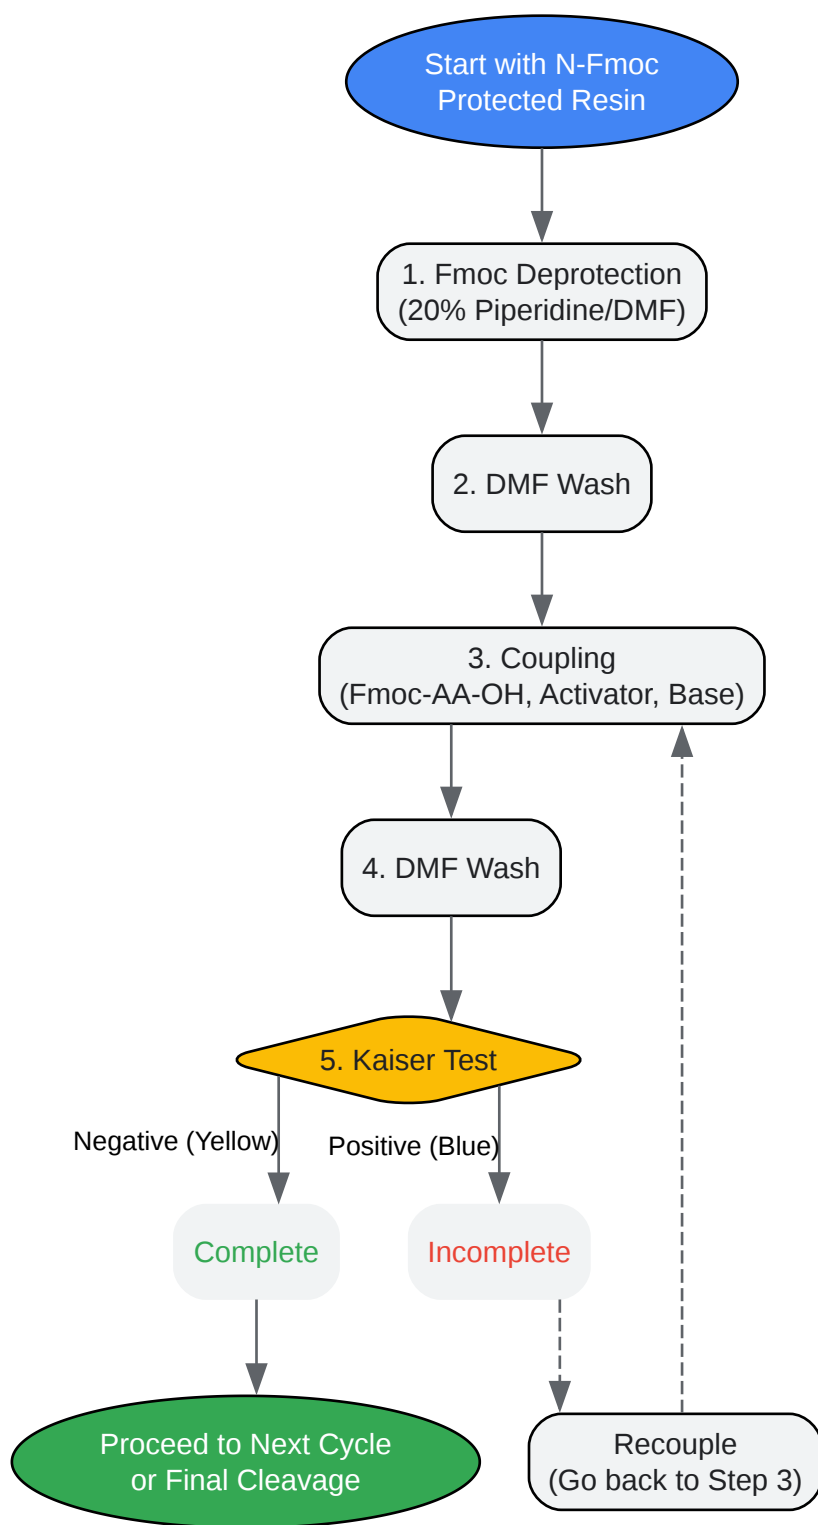 Start with N-Fmoc
Protected Resin
1. Fmoc Deprotection
(20% Piperidine/DMF)
2. DMF Wash
3. Coupling
(Fmoc-AA-OH, Activator, Base)
4. DMF Wash
5. Kaiser Test
Negative (Yellow)
Positive (Blue)
Complete
Incomplete
Proceed to Next Cycle
or Final Cleavage
Recouple
(Go back to Step 3)